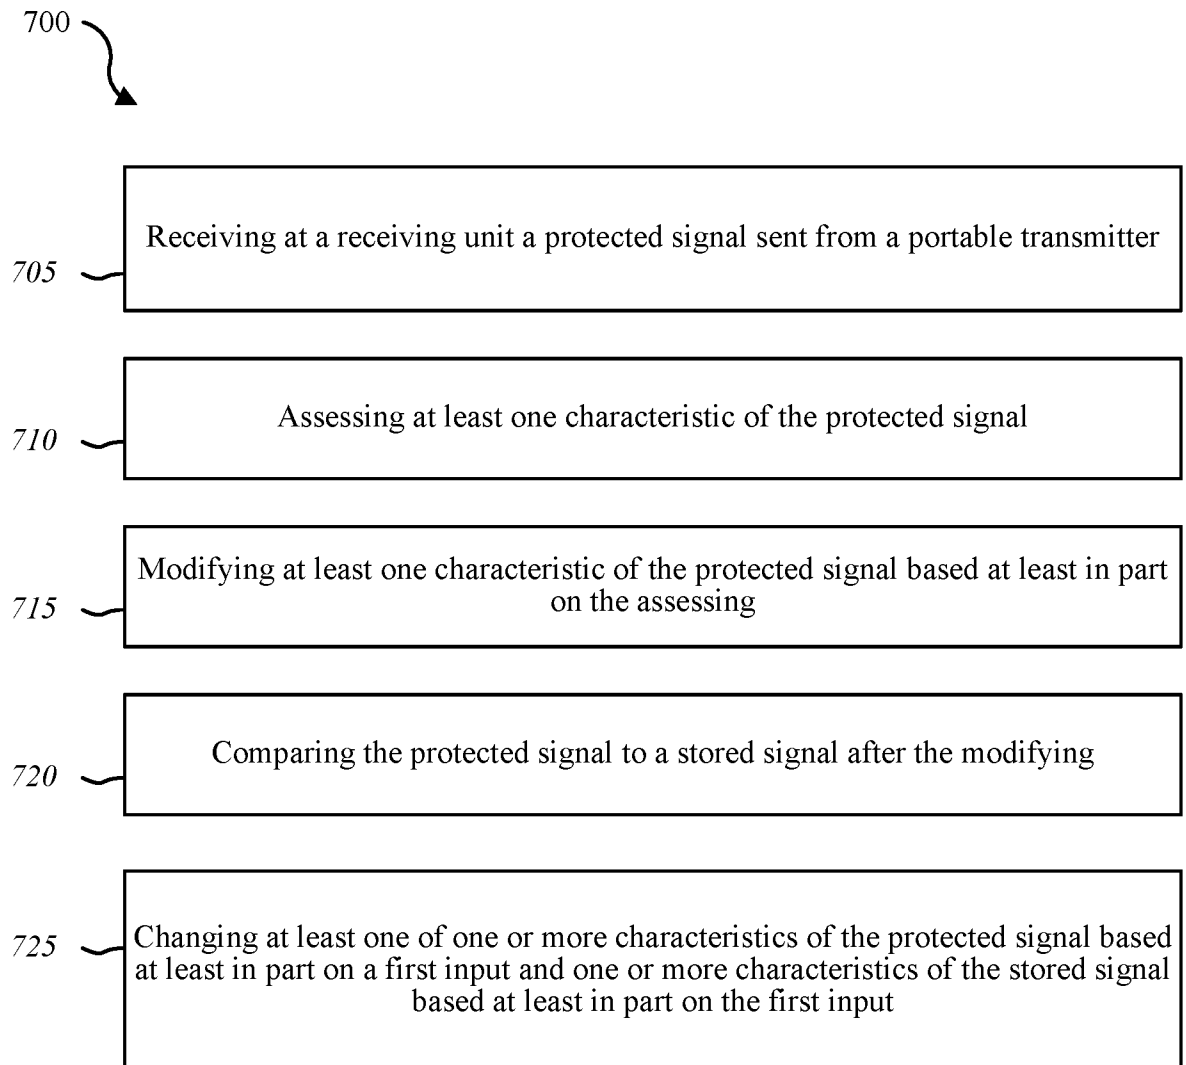 700
Receiving at a receiving unit a protected signal sent from a portable transmitter
705
Assessing at least one characteristic of the protected signal
710
Modifying at least one characteristic of the protected signal based at least in part
on the assessing
715
Comparing the protected signal to a stored signal after the modifying
720
Changing at least one of one or more characteristics of the protected signal based
at least in part on a first input and one or more characteristics of the stored signal
based at least in part on the first input
725